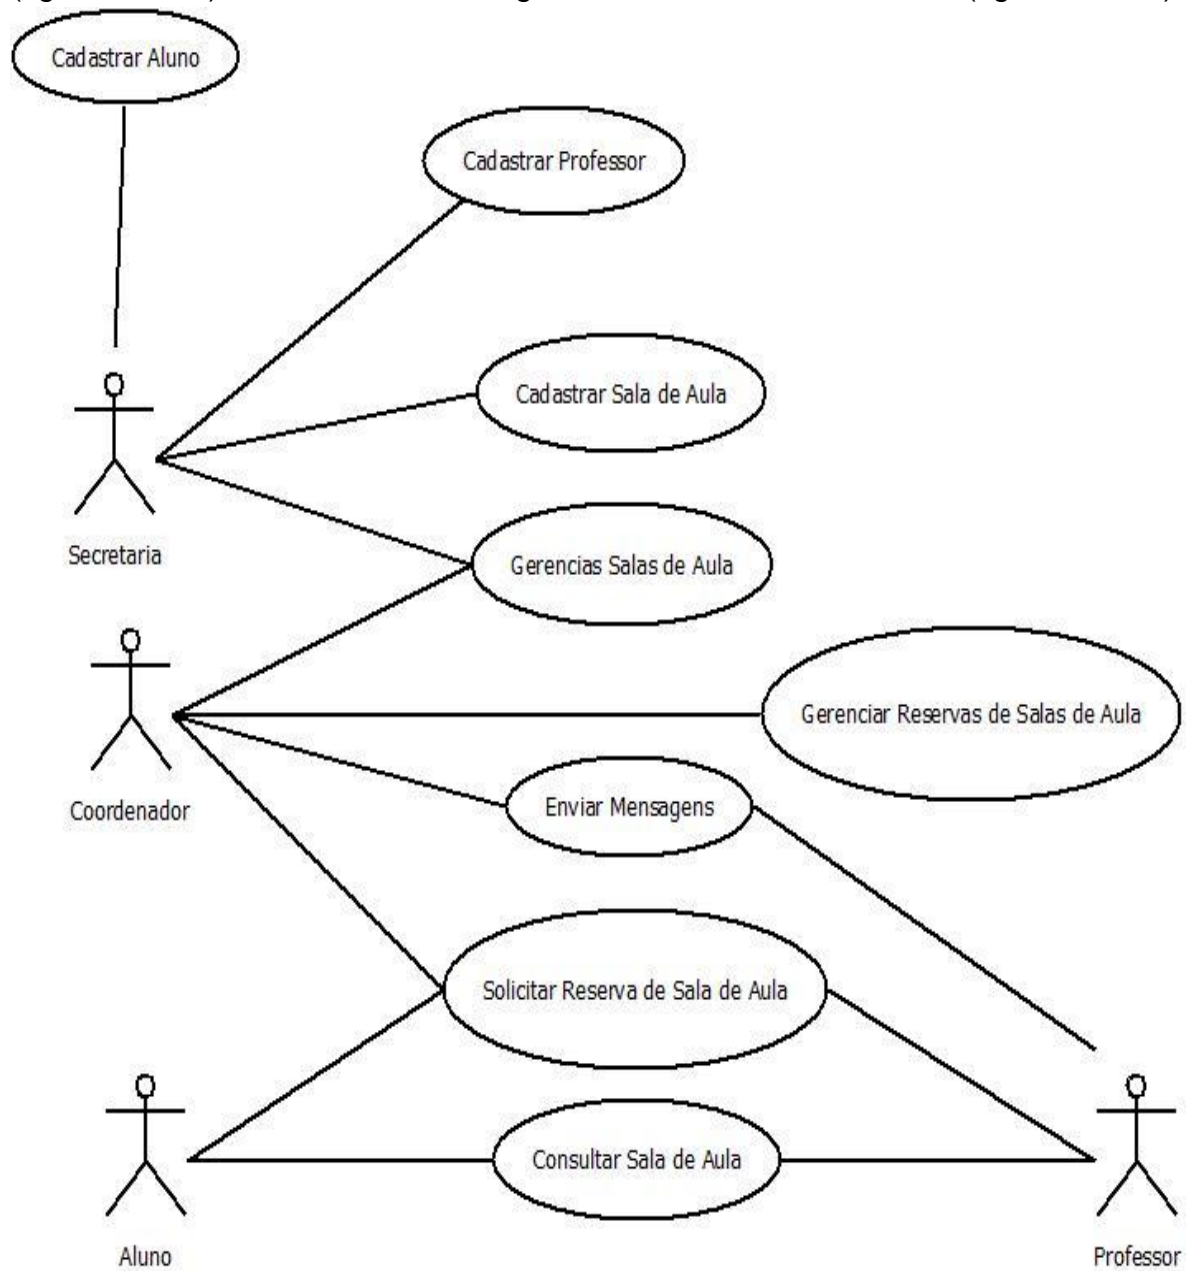 Cadastrar Aluno
Cadastrar Professor
Cadastrar Sala de Aula
Secretaria
Gerencias Salas de Aula
Gerenciar Reservas de Salas de Aula
Enviar Mensagens
Coordenador
Solicitar Reserva de Sala de Aula
Consultar Sala de Aula
Aluno
Professor